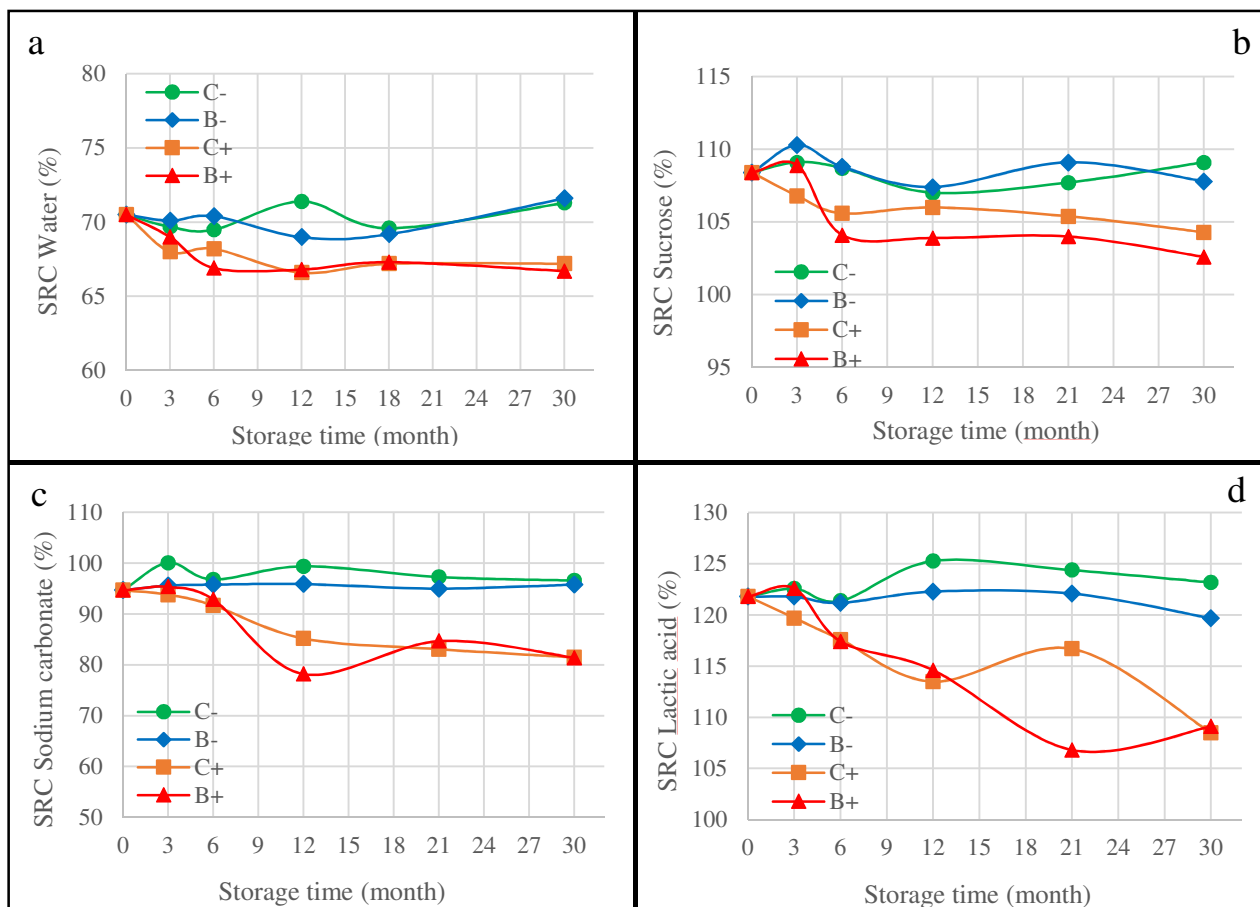 a
SRC Water (%)
80
75
70
65
60
C-
B-
C+
B+
0 3 6 9 12 15 18 21 24 27 30
Storage time (month)
b
SRC Sucrose (%)
115
110
105
100
95
C-
B-
C+
B+
0 3 6 9 12 15 18 21 24 27 30
Storage time (month)
c
SRC Sodium carbonate (%)
110
100
90
80
70
60
50
C-
B-
C+
B+
0 3 6 9 12 15 18 21 24 27 30
Storage time (month)
d
SRC Lactic acid (%)
130
125
120
115
110
105
100
C-
B-
C+
B+
0 3 6 9 12 15 18 21 24 27 30
Storage time (month)